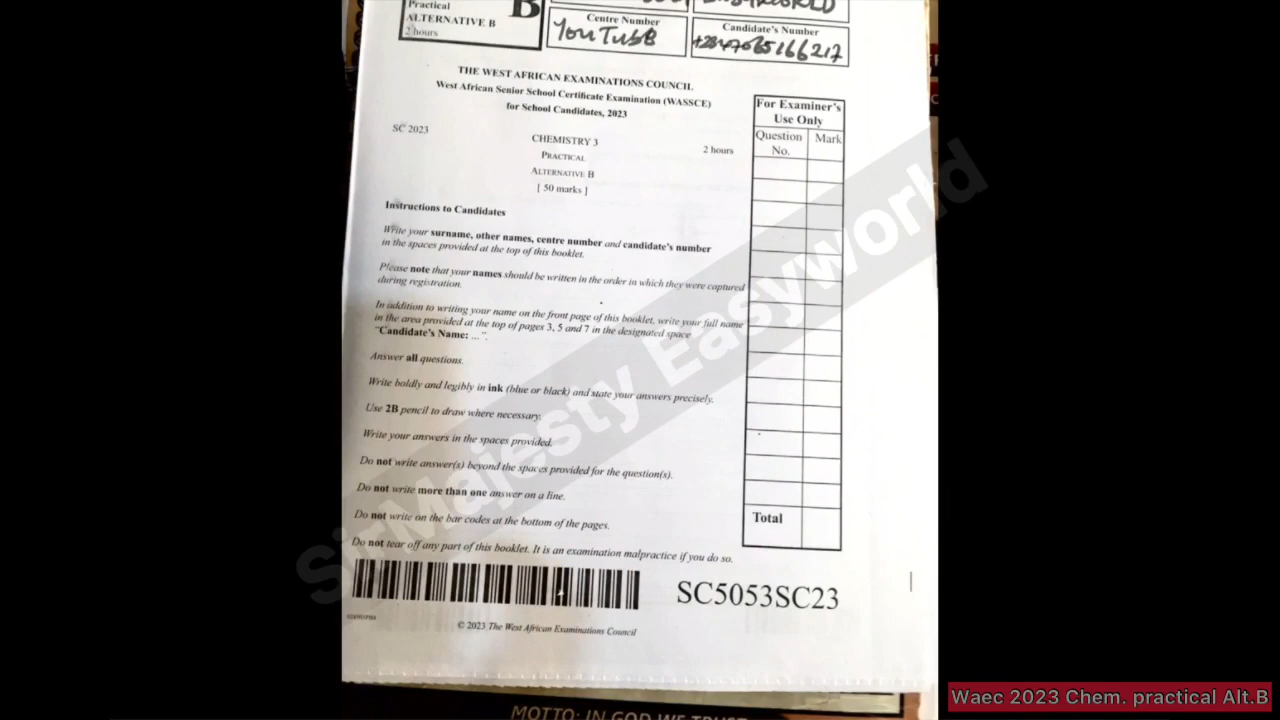 Practical
ALTERNATIVE B
2 hours
B
Centre Number
YouTube
Candidate's Number
THE WEST AFRICAN EXAMINATIONS COUNCIL
West African Senior School Certificate Examination (WASSCE)
for School Candidates, 2023
SC 2023
CHEMISTRY 3
2 hours
PRACTICAL
ALTERNATIVE B
[ 50 marks ]
For Examiner's
Use Only
Question
No.
Mark
Total
Instructions to Candidates
Write your surname, other names, centre number and candidate's number
in the spaces provided at the top of this booklet.
Please note that your names should be written in the order in which they were captured
during registration.
In addition to writing your name on the front page of this booklet, write your full name
in the area provided at the top of pages 3, 5 and 7 in the designated space
"Candidate's Name: ...".
Answer all questions.
Write boldly and legibly in ink (blue or black) and state your answers precisely.
Use 2B pencil to draw where necessary.
Write your answers in the spaces provided.
Do not write answer(s) beyond the spaces provided for the question(s).
Do not write more than one answer on a line.
Do not write on the bar codes at the bottom of the pages.
Do not tear off any part of this booklet. It is an examination malpractice if you do so.
SC5053SC23
© 2023 The West African Examinations Council
SirMajesty Easyworld
MOTTO: IN GOD WE TRUST
Waec 2023 Chem. practical Alt.B